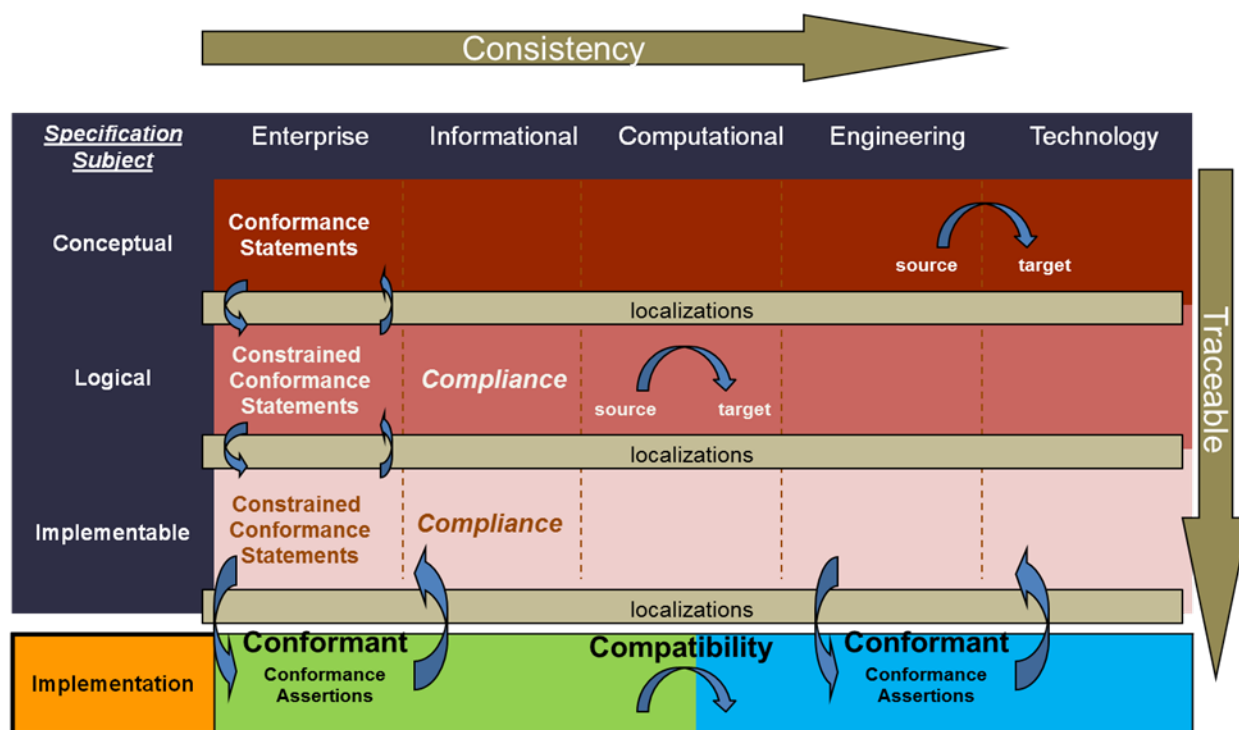 Consistency
Specification
Subject
Enterprise
Informational
Computational
Engineering
Technology
Conceptual
Conformance
Statements
source
target
localizations
Logical
Constrained
Conformance
Statements
Compliance
source
target
localizations
Implementable
Constrained
Conformance
Statements
Compliance
localizations
Implementation
Conformant
Conformance
Assertions
Compatibility
Conformant
Conformance
Assertions
Traceable